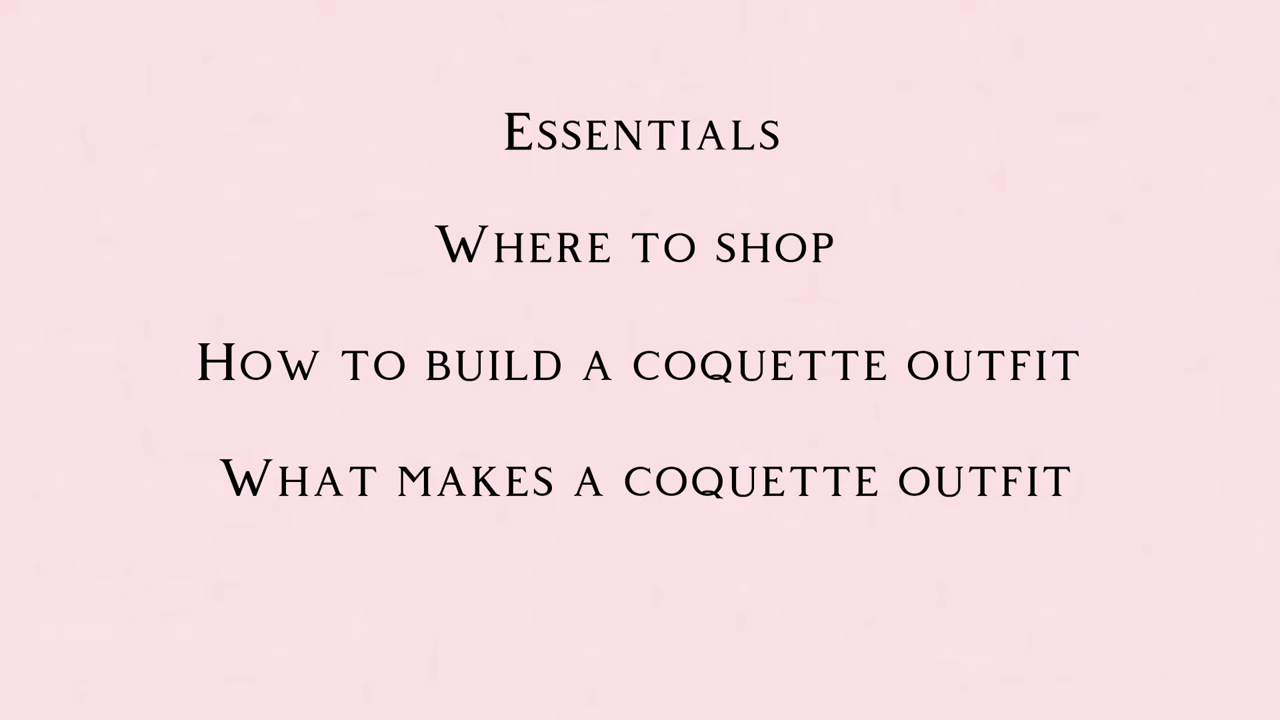 Essentials
Where to shop
How to build a coquette outfit
What makes a coquette outfit